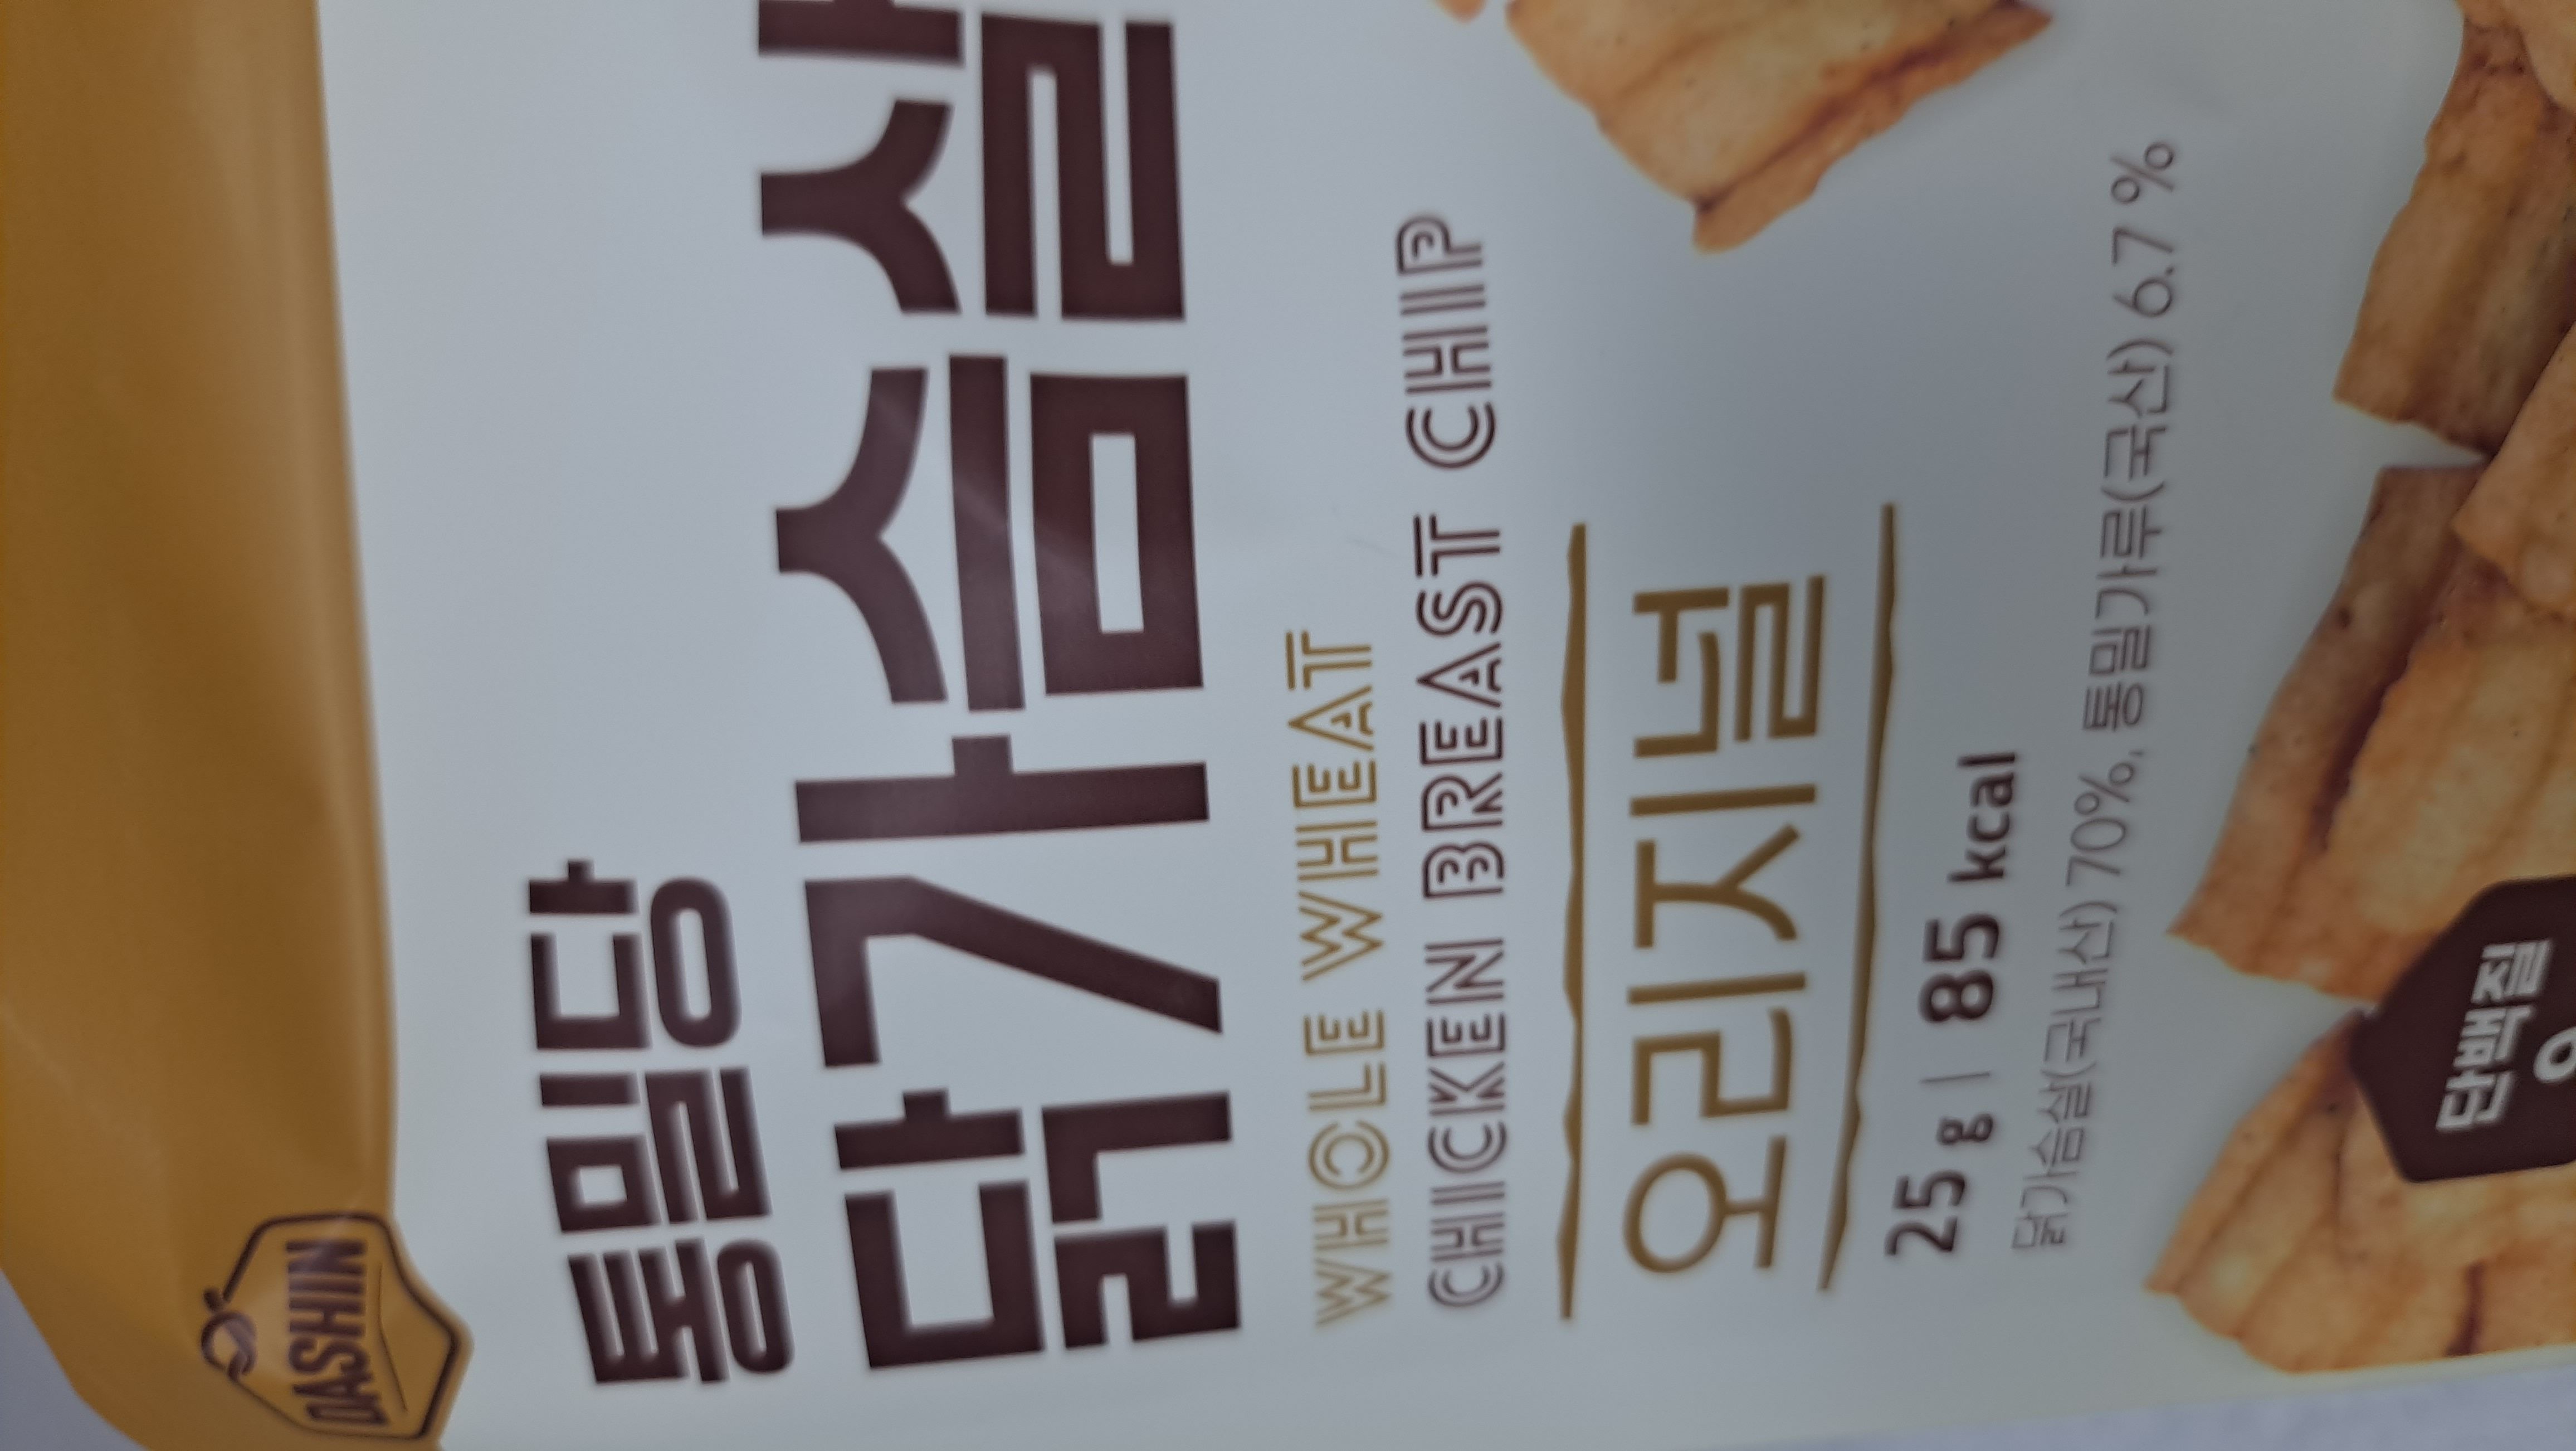 DASHIN
통밀당
닭가슴살
WHOLE WHEAT
CHICKEN BREAST CHIP
오리지널
25 g | 85 kcal
닭가슴살(국내산) 70%, 통밀가루(국산) 6.7 %
단백질